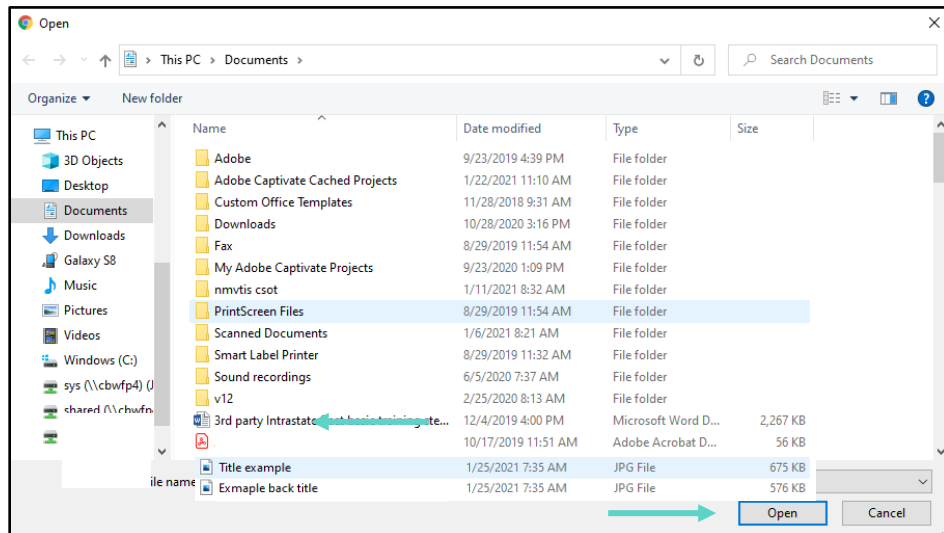 Open
This PC > Documents >
Search Documents
Organize
New folder
Name Date modified Type Size
This PC
3D Objects
Desktop
Documents
Downloads
Galaxy S8
Music
Pictures
Videos
Windows (C:)
sys (\\cbwfp4) (J
shared (\\cbwfp
Adobe 9/23/2019 4:39 PM File folder
Adobe Captivate Cached Projects 1/22/2021 11:10 AM File folder
Custom Office Templates 11/28/2018 9:31 AM File folder
Downloads 10/28/2020 3:16 PM File folder
Fax 8/29/2019 11:54 AM File folder
My Adobe Captivate Projects 9/23/2020 1:09 PM File folder
nmvtis csot 1/11/2021 8:32 AM File folder
PrintScreen Files 8/29/2019 11:54 AM File folder
Scanned Documents 1/6/2021 8:21 AM File folder
Smart Label Printer 8/29/2019 11:32 AM File folder
Sound recordings 6/5/2020 7:37 AM File folder
v12 2/25/2020 8:13 AM File folder
3rd party Intrastate 12/4/2019 4:00 PM Microsoft Word D... 2,267 KB
10/17/2019 11:51 AM Adobe Acrobat D... 56 KB
Title example 1/25/2021 7:35 AM JPG File 675 KB
Exmaple back title 1/25/2021 7:35 AM JPG File 576 KB
ile name
Open Cancel